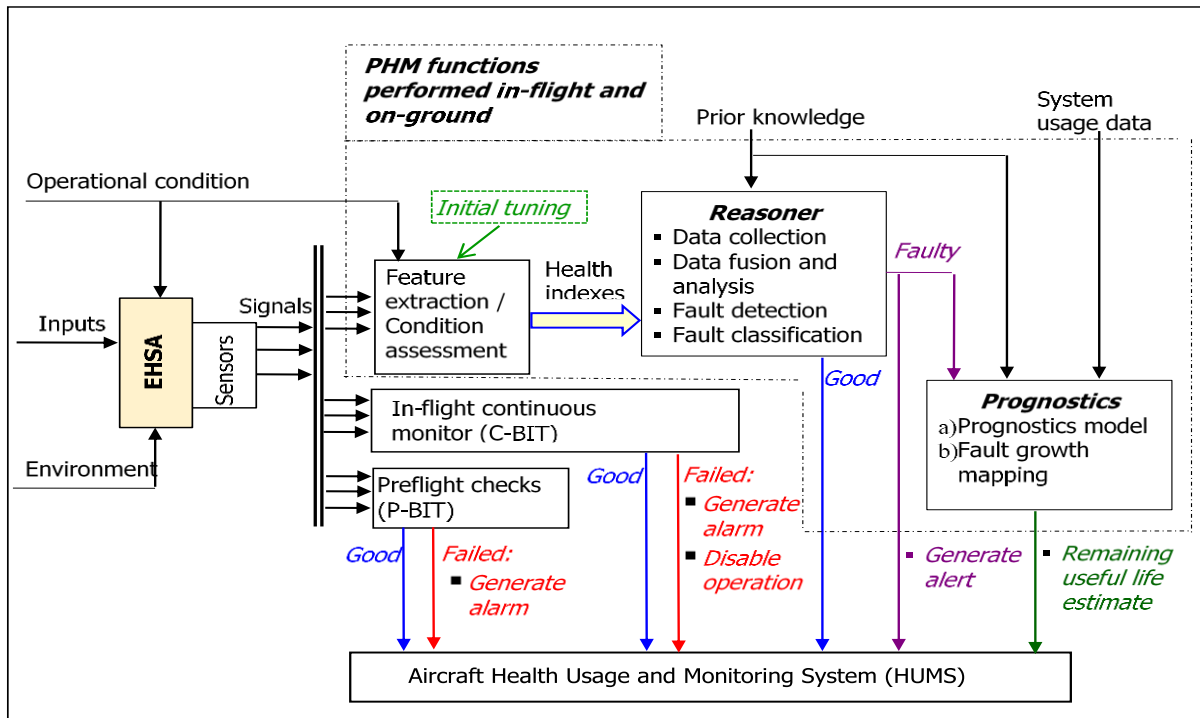 PHM functions
performed in-flight and
on-ground
Prior knowledge
System
usage data
Operational condition
Initial tuning
Reasoner
▪ Data collection
▪ Data fusion and
analysis
▪ Fault detection
▪ Fault classification
Faulty
Feature
extraction /
Condition
assessment
Health
indexes
Signals
Inputs
EHSA
Sensors
Good
Prognostics
a)Prognostics model
b)Fault growth
mapping
In-flight continuous
monitor (C-BIT)
Environment
Preflight checks
(P-BIT)
Good
Failed:
▪ Generate
alarm
▪ Disable
operation
Good
Failed:
▪ Generate
alarm
▪ Generate
alert
▪ Remaining
useful life
estimate
Aircraft Health Usage and Monitoring System (HUMS)